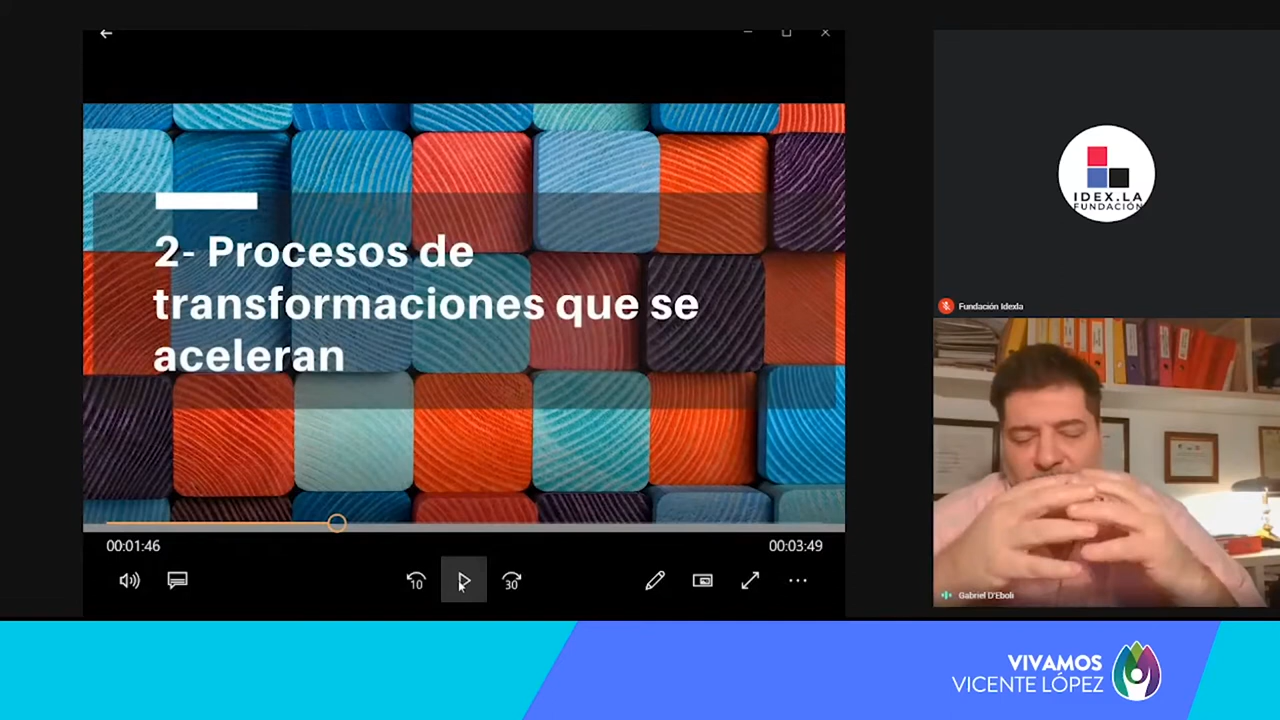 2- Procesos de
transformaciones que se
aceleran
00:01:46
00:03:49
10
30
IDEX.LA
FUNDACIÓN
Fundación Idexla
Gabriel D'Eboli
VIVAMOS
VICENTE LÓPEZ